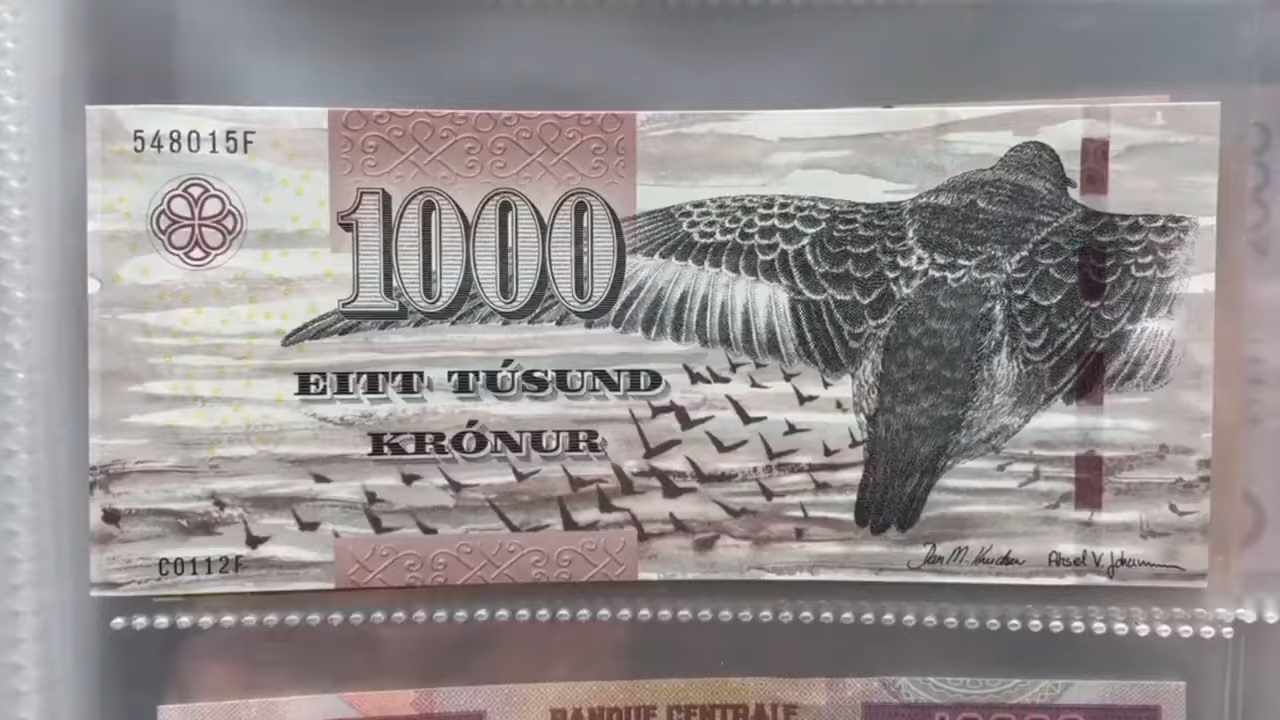 548015F
1000
EITT TÚSUND
KRÓNUR
C0112F
BANQUE CENTRALE